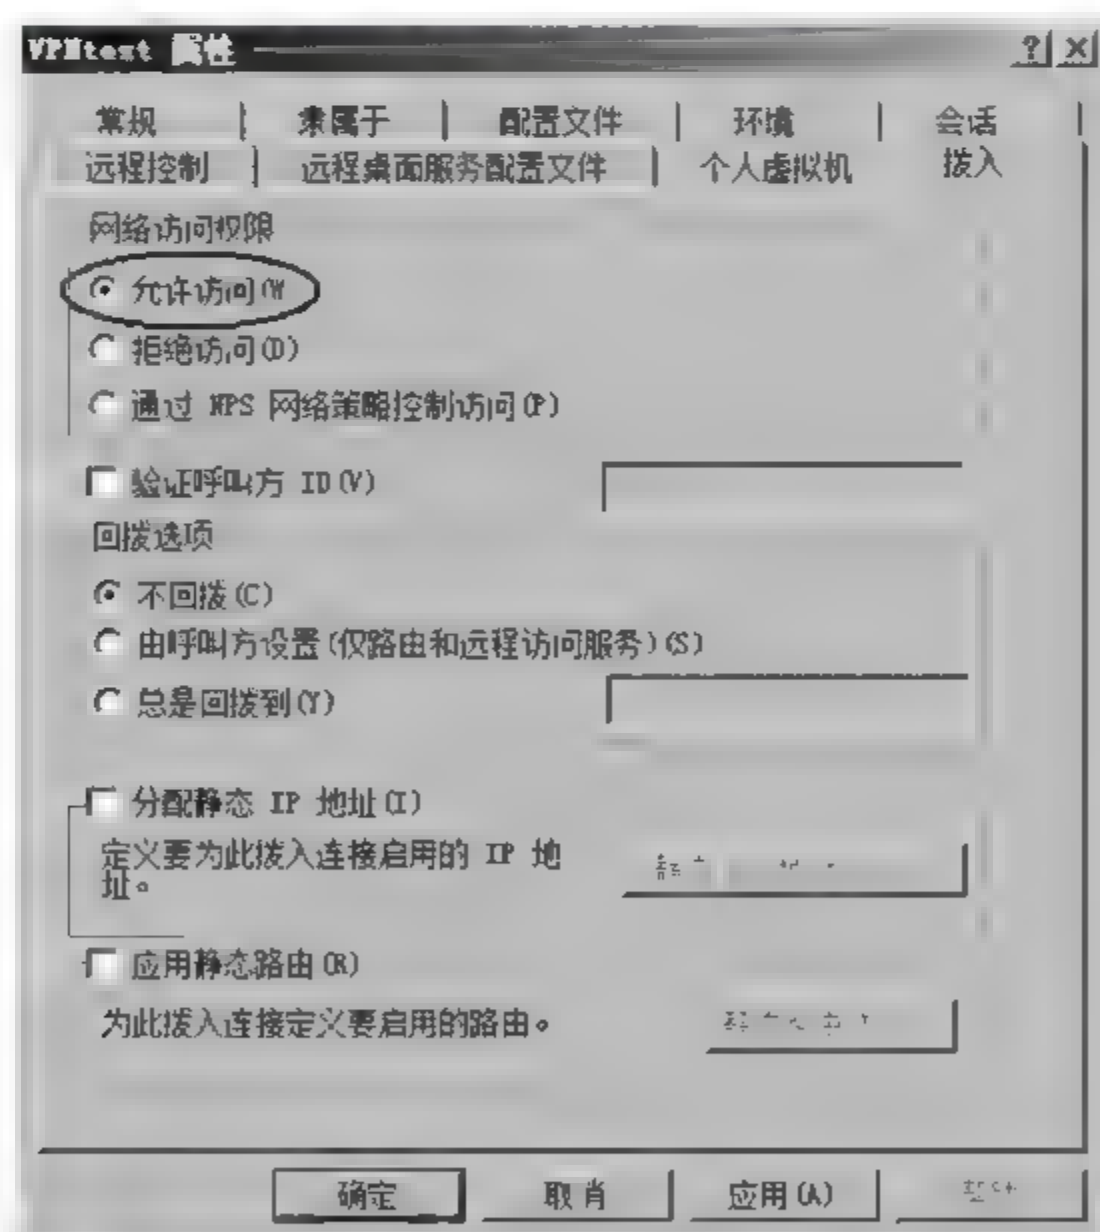 VPNtest 属性
常规 隶属于 配置文件 环境 会话
远程控制 远程桌面服务配置文件 个人虚拟机 拨入
网络访问权限
允许访问(W
拒绝访问(D)
通过 NPS 网络策略控制访问(P)
验证呼叫方 ID(V)
回拨选项
不回拨(C)
由呼叫方设置(仅路由和远程访问服务)(S)
总是回拨到(Y)
分配静态 IP 地址(I)
定义要为此拨入连接启用的 IP 地
址。
应用静态路由(R)
为此拨入连接定义要启用的路由。
确定 取消 应用(A)